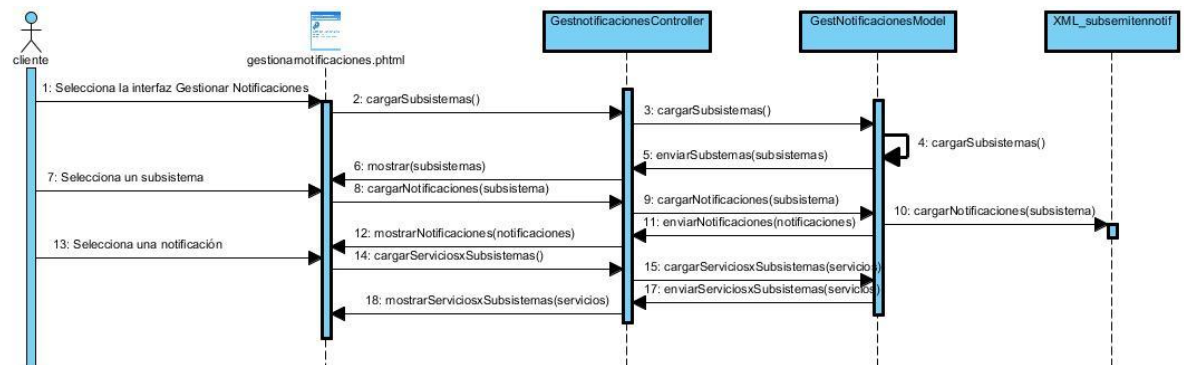 GestnotificacionesController
GestNotificacionesModel
XML_subsemitennotif
cliente
gestionarnotificaciones.phtml
1: Selecciona la interfaz Gestionar Notificaciones
2: cargarSubsistemas()
3: cargarSubsistemas()
4: cargarSubsistemas()
5: enviarSubstemas(subsistemas)
6: mostrar(subsistemas)
7: Selecciona un subsistema
8: cargarNotificaciones(subsistema)
9: cargarNotificaciones(subsistema)
10: cargarNotificaciones(subsistema)
11: enviarNotificaciones(notificaciones)
12: mostrarNotificaciones(notificaciones)
13: Selecciona una notificación
14: cargarServiciosxSubsistemas()
15: cargarServiciosxSubsistemas(servicios)
17: enviarServiciosxSubsistemas(servicios)
18: mostrarServiciosxSubsistemas(servicios)